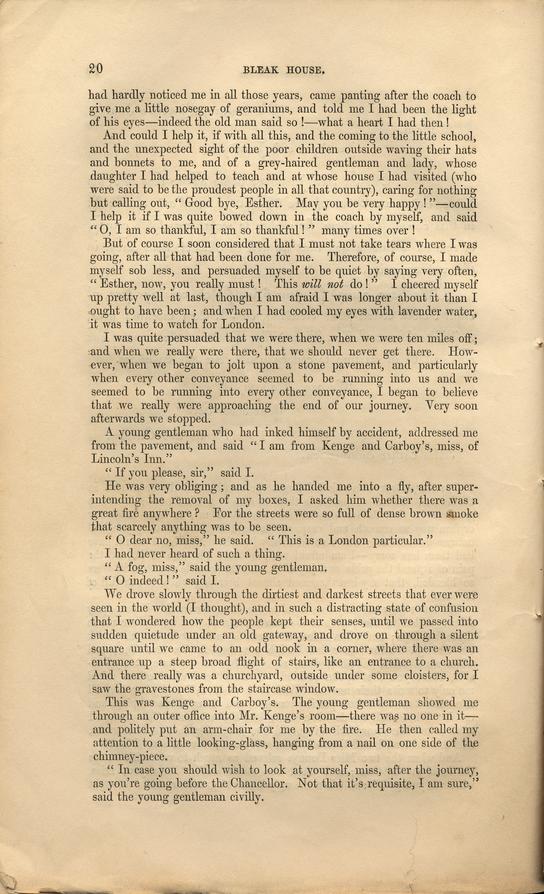 20
BLEAK HOUSE.
had hardly noticed me in all those years, came panting after the coach to
give me a little nosegay of geraniums, and told me I had been the light
of his eyes—indeed the old man said so !—what a heart I had then !
And could I help it, if with all this, and the coming to the little school,
and the unexpected sight of the poor children outside waving their hats
and bonnets to me, and of a grey-haired gentleman and lady, whose
daughter I had helped to teach and at whose house I had visited (who
were said to be the proudest people in all that country), caring for nothing
but calling out, “ Good bye, Esther. May you be very happy ! ”—could
I help it if I was quite bowed down in the coach by myself, and said
“ O, I am so thankful, I am so thankful ! ” many times over !
But of course I soon considered that I must not take tears where I was
going, after all that had been done for me. Therefore, of course, I made
myself sob less, and persuaded myself to be quiet by saying very often,
“ Esther, now, you really must ! This will not do ! ” I cheered myself
up pretty well at last, though I am afraid I was longer about it than I
ought to have been ; and when I had cooled my eyes with lavender water,
it was time to watch for London.
I was quite persuaded that we were there, when we were ten miles off ;
and when we really were there, that we should never get there. How-
ever, when we began to jolt upon a stone pavement, and particularly
when every other conveyance seemed to be running into us and we
seemed to be running into every other conveyance, I began to believe
that we really were approaching the end of our journey. Very soon
afterwards we stopped.
A young gentleman who had inked himself by accident, addressed me
from the pavement, and said “ I am from Kenge and Carboy's, miss, of
Lincoln's Inn.”
“ If you please, sir,” said I.
He was very obliging ; and as he handed me into a fly, after super-
intending the removal of my boxes, I asked him whether there was a
great fire anywhere ? For the streets were so full of dense brown smoke
that scarcely anything was to be seen.
“ O dear no, miss,” he said. “ This is a London particular.”
I had never heard of such a thing.
“ A fog, miss,” said the young gentleman.
“ O indeed ! ” said I.
We drove slowly through the dirtiest and darkest streets that ever were
seen in the world (I thought), and in such a distracting state of confusion
that I wondered how the people kept their senses, until we passed into
sudden quietude under an old gateway, and drove on through a silent
square until we came to an odd nook in a corner, where there was an
entrance up a steep broad flight of stairs, like an entrance to a church.
And there really was a churchyard, outside under some cloisters, for I
saw the gravestones from the staircase window.
This was Kenge and Carboy's. The young gentleman showed me
through an outer office into Mr. Kenge's room—there was no one in it—
and politely put an arm-chair for me by the fire. He then called my
attention to a little looking-glass, hanging from a nail on one side of the
chimney-piece.
“ In case you should wish to look at yourself, miss, after the journey,
as you're going before the Chancellor. Not that it's requisite, I am sure,”
said the young gentleman civilly.